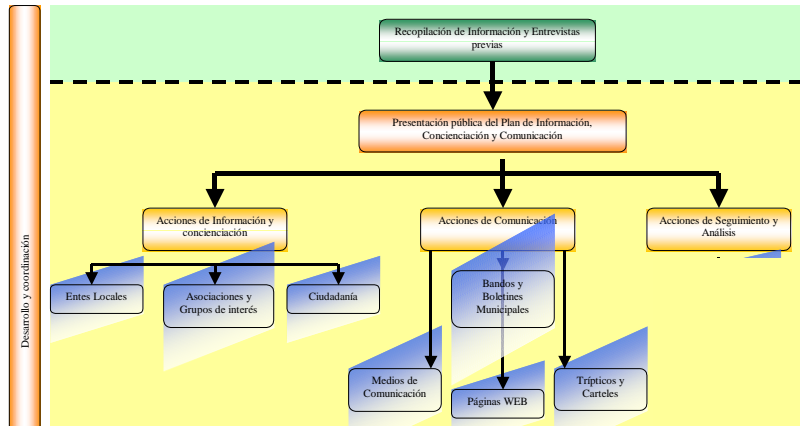 Desarrollo y coordinación
Recopilación de Información y Entrevistas
previas
Presentación pública del Plan de Información,
Concienciación y Comunicación
Acciones de Información y
concienciación
Acciones de Comunicación
Acciones de Seguimiento y
Análisis
Entes Locales
Asociaciones y
Grupos de interés
Ciudadanía
Bandos y
Boletines
Municipales
Medios de
Comunicación
Páginas WEB
Trípticos y
Carteles